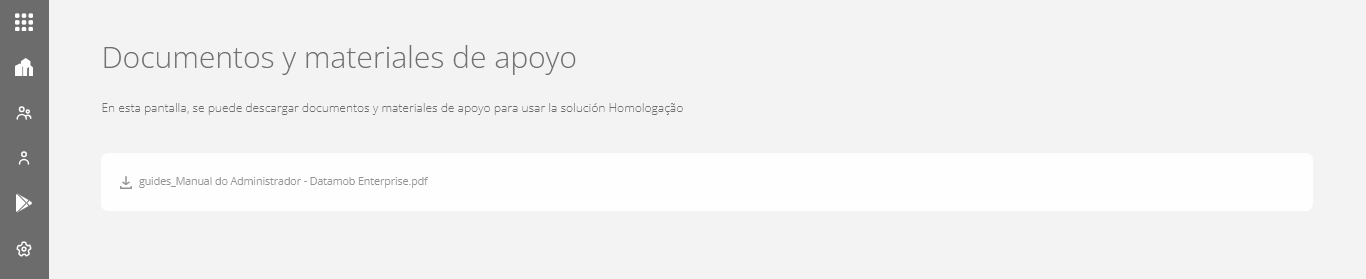 Documentos y materiales de apoyo
En esta pantalla, se puede descargar documentos y materiales de apoyo para usar la solución Homologação
guides_Manual do Administrador - Datamob Enterprise.pdf